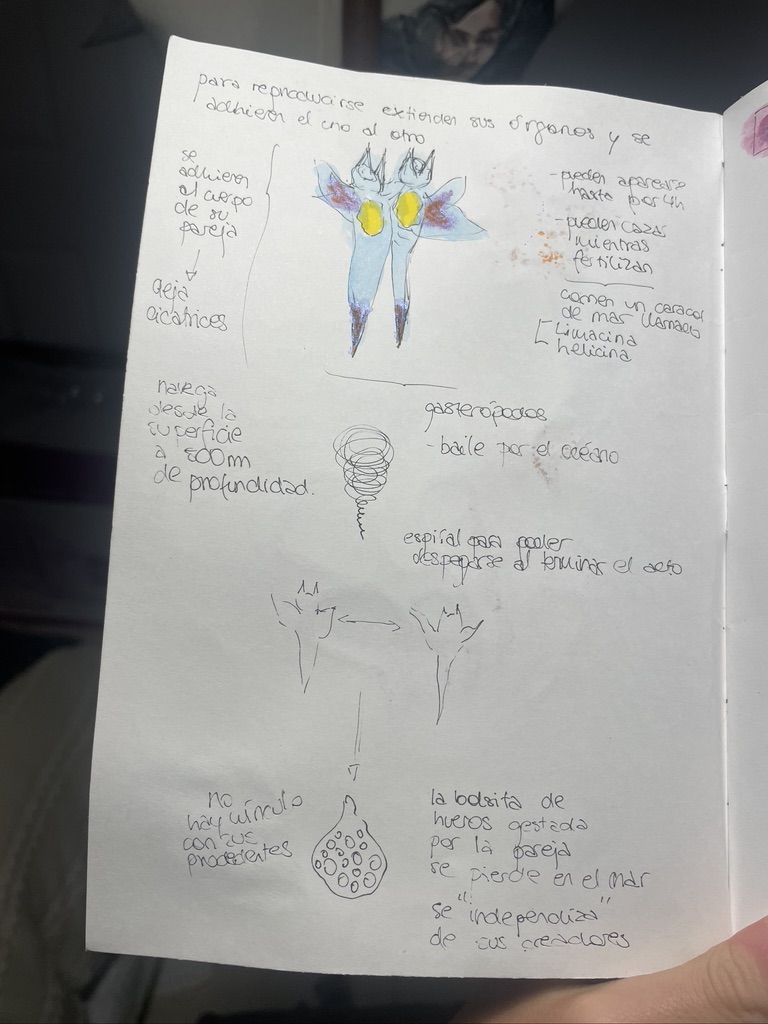 para reproducirse extienden sus órganos y se
adhieren el uno al otro
se
adhieren
al cuerpo
de su
pareja
deja
cicatrices
- pueden aparearse
hasta por 4h
- pueden cazar
mientras
fertilizan
comen un caracol
de mar llamado
limacina
helicina
navega
desde la
superficie
a 500m
de profundidad.
gasterópodos
- baile por el océano
espiral para poder
despegarse al terminar el acto
no
hay vínculo
con sus
procedentes
la bolsita de
huevos gestada
por la pareja
se pierde en el mar
se "independiza"
de sus creadores